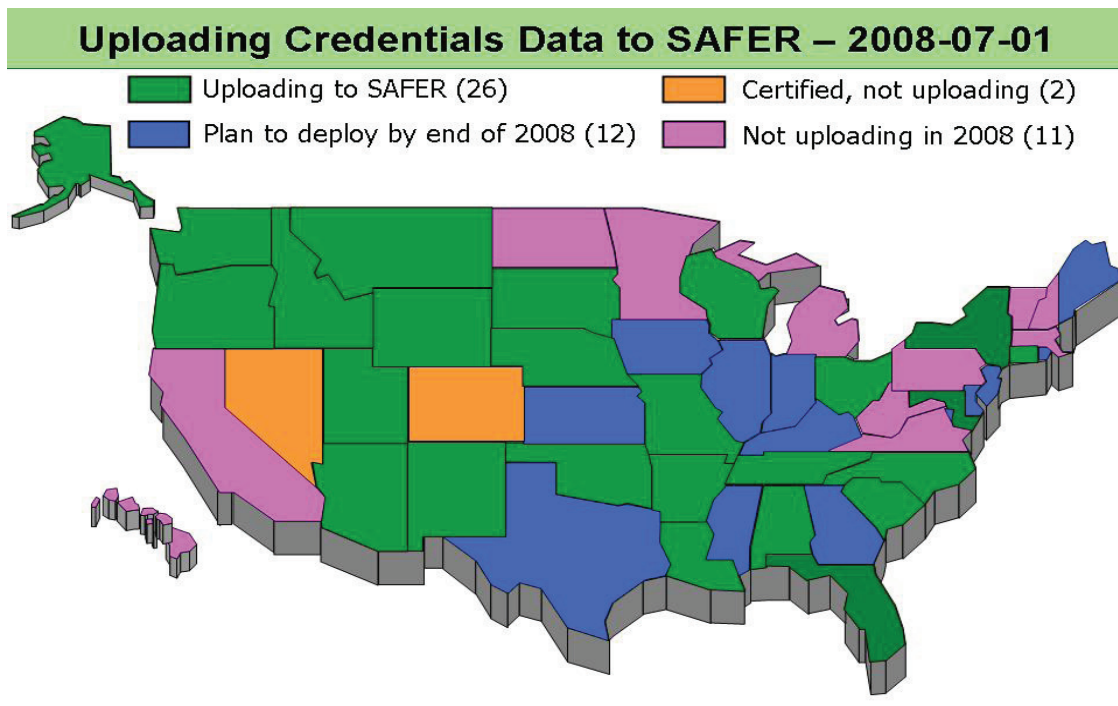 Uploading Credentials Data to SAFER – 2008-07-01
Uploading to SAFER (26)
Certified, not uploading (2)
Plan to deploy by end of 2008 (12)
Not uploading in 2008 (11)